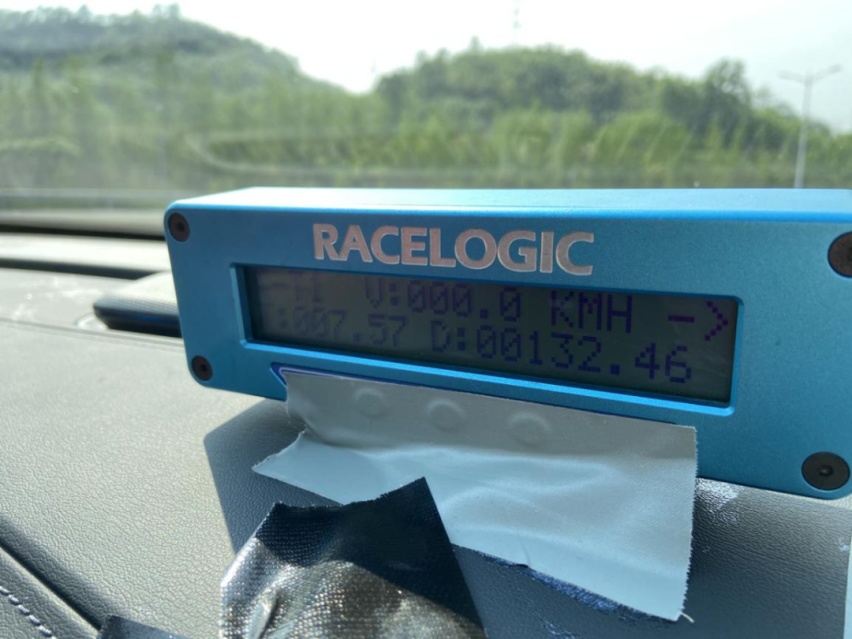 RACELOGIC
V:000.0 KMH ->
:007.57 D:00132.46